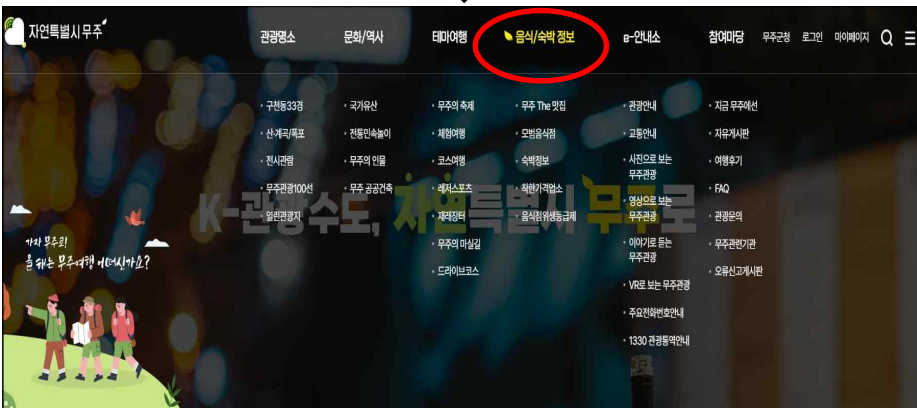 자연특별시 무주
관광명소
문화/역사
테마여행
음식/숙박 정보
e-안내소
참여마당
무주군청
로그인
마이페이지
· 구천동33경
· 산·계곡/폭포
· 전시관람
· 무주관광100선
· 열린관광지
· 국가유산
· 전통민속놀이
· 무주의 인물
· 무주 공공건축
· 무주의 축제
· 체험여행
· 코스여행
· 레저스포츠
· 재래장터
· 무주의 마실길
· 드라이브코스
· 무주 The 맛집
· 모범음식점
· 숙박정보
· 착한가격업소
· 음식점위생등급제
· 관광안내
· 교통안내
· 사진으로 보는
무주관광
· 영상으로 보는
무주관광
· 이야기로 듣는
무주관광
· VR로 보는 무주관광
· 주요전화번호안내
· 1330 관광통역안내
· 지금 무주에선
· 자유게시판
· 여행후기
· FAQ
· 관광문의
· 무주관련기관
· 오류신고게시판
K-관광수도, 자연특별시 무주로
가자 무주로!
올 해는 무주여행 어떠신가요?